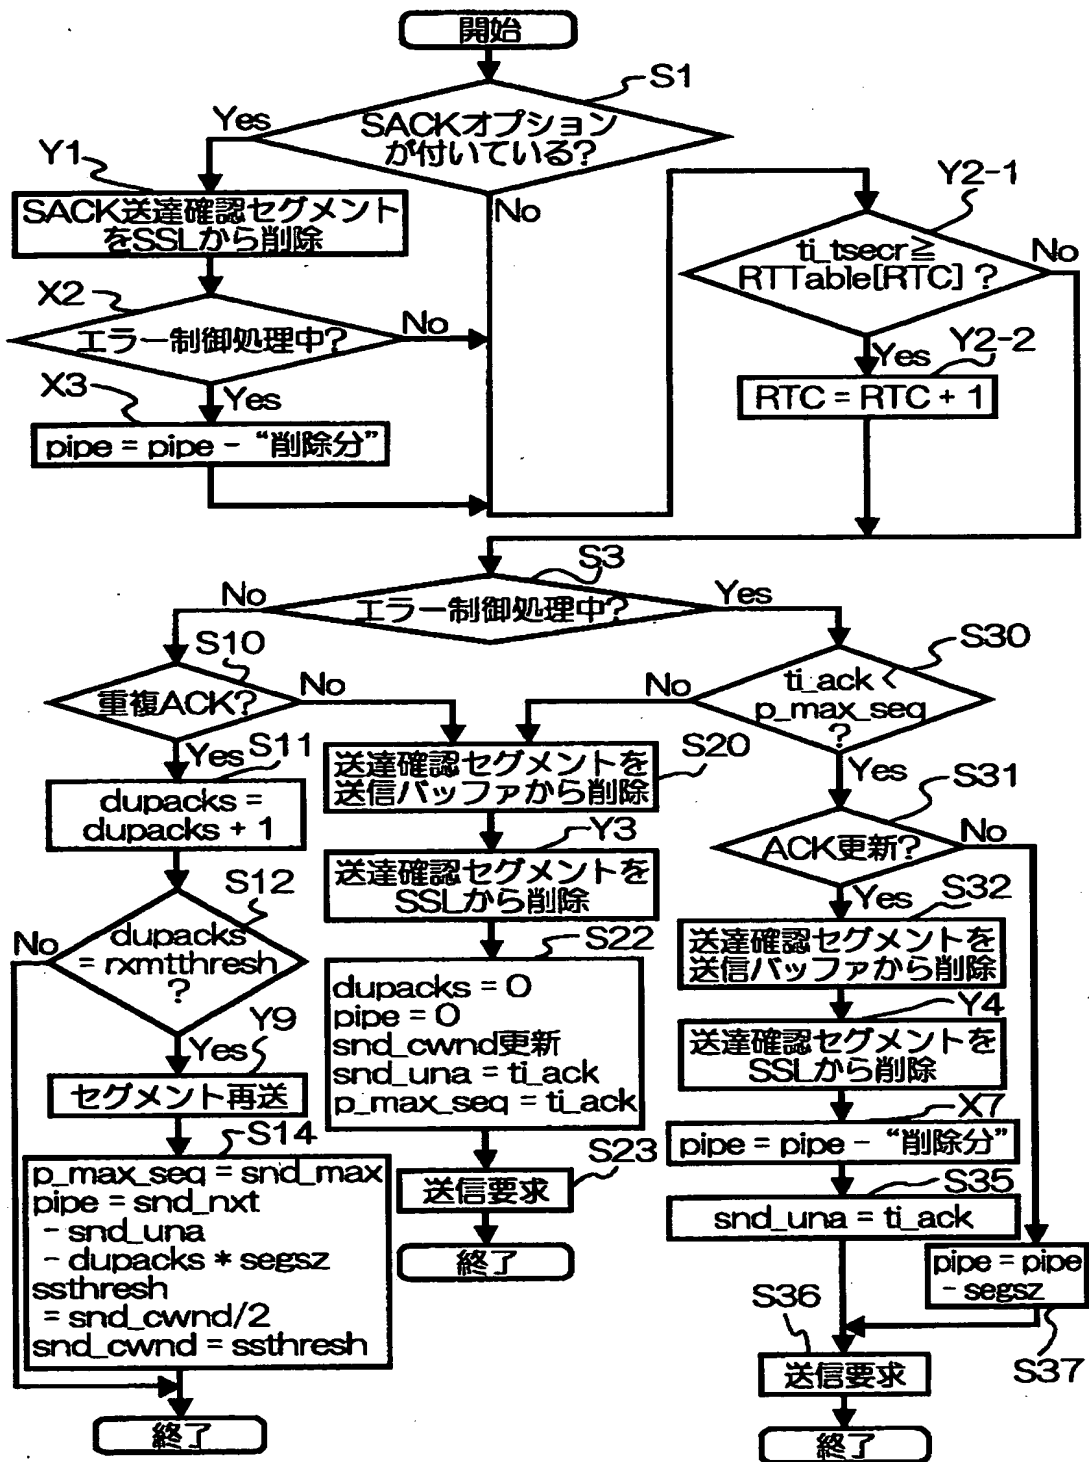 開始
S1
SACKオプション
が付いている?
Yes
No
Y1
SACK送達確認セグメント
をSSLから削除
X2
エラー制御処理中?
No
Yes
X3
pipe = pipe - “削除分”
Y2-1
ti_tsecr≧
RTTable[RTC] ?
No
Yes
Y2-2
RTC = RTC + 1
S3
エラー制御処理中?
No
Yes
S10
重複ACK?
No
Yes
S11
dupacks =
dupacks + 1
S12
dupacks
= rxmtthresh
?
No
Yes
Y9
セグメント再送
S14
p_max_seq = snd_max
pipe = snd_nxt
- snd_una
- dupacks * segsz
ssthresh
= snd_cwnd/2
snd_cwnd = ssthresh
終了
S20
送達確認セグメントを
送信バッファから削除
Y3
送達確認セグメントを
SSLから削除
S22
dupacks = 0
pipe = 0
snd_cwnd更新
snd_una = ti_ack
p_max_seq = ti_ack
S23
送信要求
終了
S30
ti_ack <
p_max_seq
?
No
Yes
S31
ACK更新?
No
Yes
S32
送達確認セグメントを
送信バッファから削除
Y4
送達確認セグメントを
SSLから削除
X7
pipe = pipe - “削除分”
S35
snd_una = ti_ack
pipe = pipe
- segsz
S37
S36
送信要求
終了